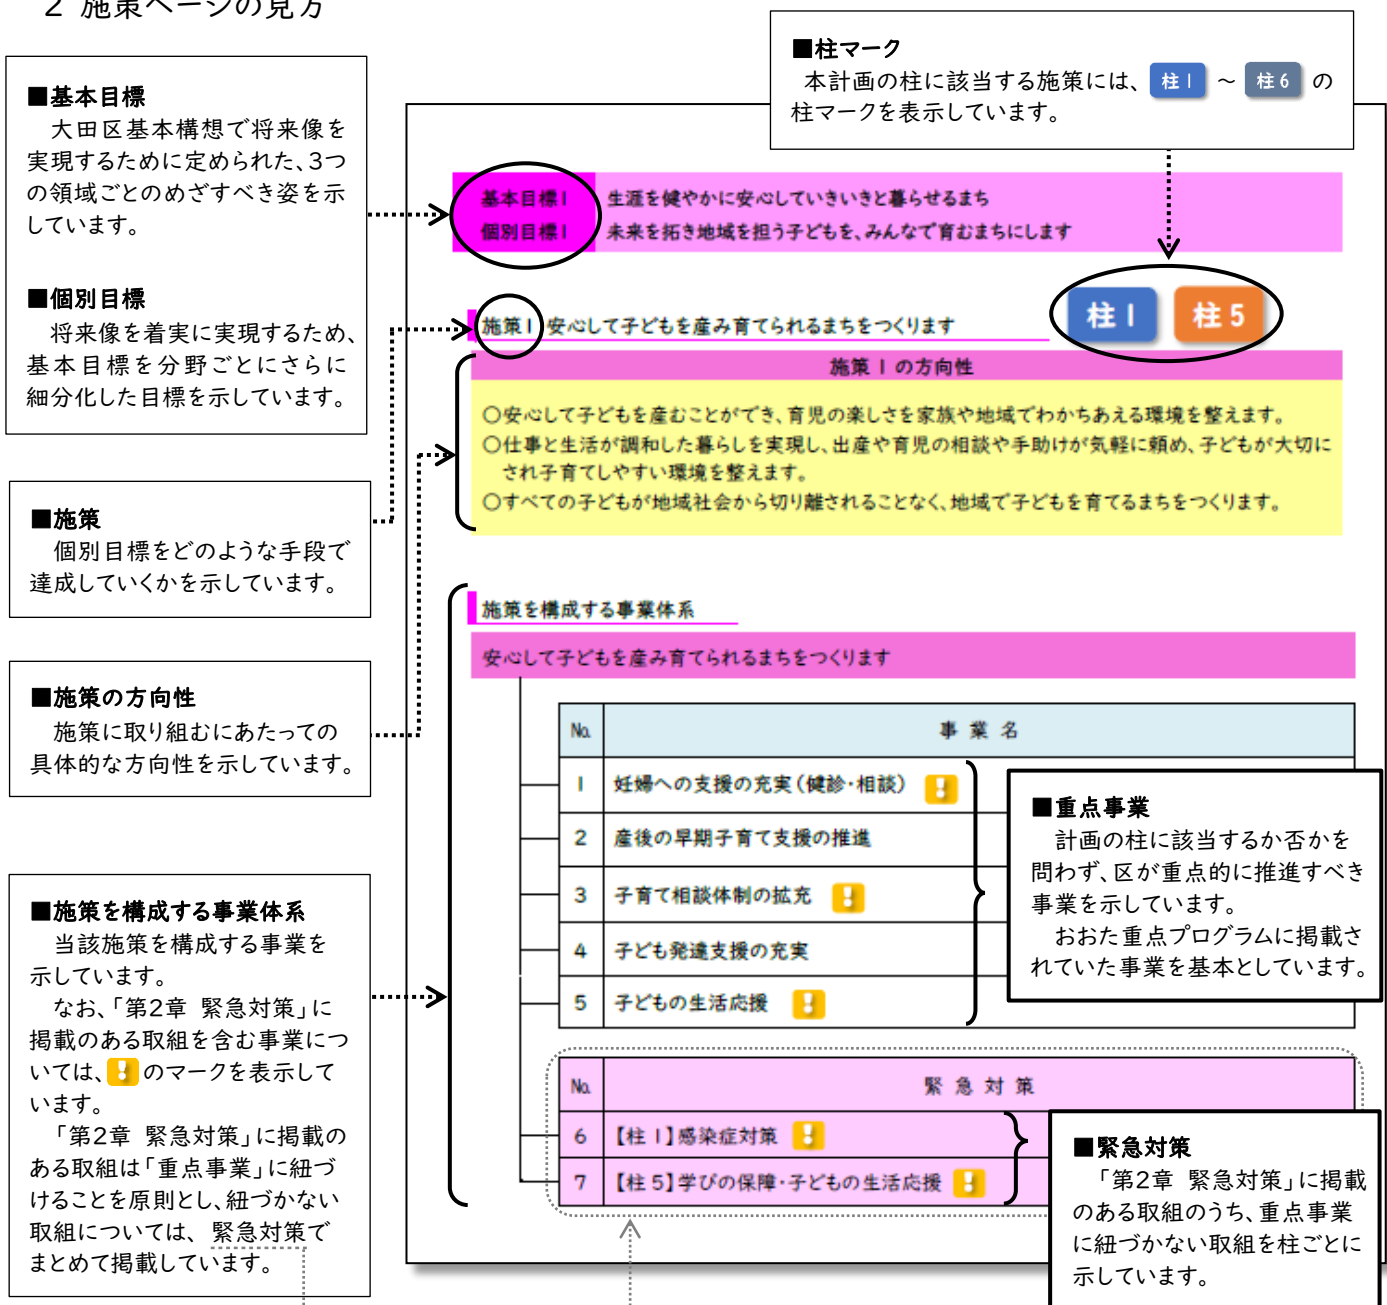 2 施策ページの見方
■基本目標
大田区基本構想で将来像を
実現するために定められた、3つ
の領域ごとのめざすべき姿を示
しています。
■個別目標
将来像を着実に実現するため、
基本目標を分野ごとにさらに
細分化した目標を示しています。
■施策
個別目標をどのような手段で
達成していくかを示しています。
■施策の方向性
施策に取り組むにあたっての
具体的な方向性を示しています。
■施策を構成する事業体系
当該施策を構成する事業を
示しています。
なお、「第2章 緊急対策」に
掲載のある取組を含む事業につ
いては、! のマークを表示して
います。
「第2章 緊急対策」に掲載の
ある取組は「重点事業」に紐づ
けることを原則とし、紐づかない
取組については、緊急対策で
まとめて掲載しています。
■柱マーク
本計画の柱に該当する施策には、柱1 ～ 柱6 の
柱マークを表示しています。
基本目標1 生涯を健やかに安心していきいきと暮らせるまち
個別目標1 未来を拓き地域を担う子どもを、みんなで育むまちにします
施策1 安心して子どもを産み育てられるまちをつくります
柱1 柱5
施策1の方向性
○安心して子どもを産むことができ、育児の楽しさを家族や地域でわかちあえる環境を整えます。
○仕事と生活が調和した暮らしを実現し、出産や育児の相談や手助けが気軽に頼め、子どもが大切に
され子育てしやすい環境を整えます。
○すべての子どもが地域社会から切り離されることなく、地域で子どもを育てるまちをつくります。
施策を構成する事業体系
安心して子どもを産み育てられるまちをつくります
No. 事業名
1 妊婦への支援の充実(健診・相談) !
2 産後の早期子育て支援の推進
3 子育て相談体制の拡充 !
4 子ども発達支援の充実
5 子どもの生活応援 !
■重点事業
計画の柱に該当するか否かを
問わず、区が重点的に推進すべき
事業を示しています。
おおた重点プログラムに掲載さ
れていた事業を基本としています。
No. 緊急対策
6 【柱1】感染症対策 !
7 【柱5】学びの保障・子どもの生活応援 !
■緊急対策
「第2章 緊急対策」に掲載
のある取組のうち、重点事業
に紐づかない取組を柱ごとに
示しています。